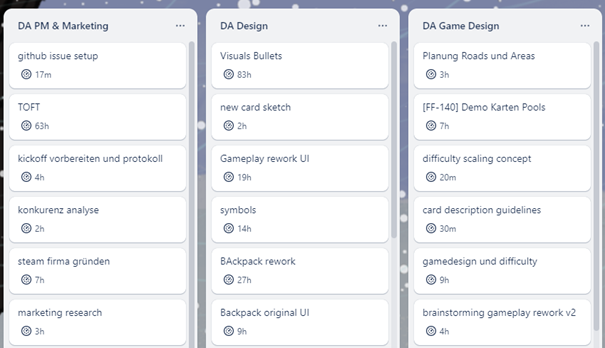 DA PM & Marketing
github issue setup
17m
TOFT
63h
kickoff vorbereiten und protokoll
4h
konkurenz analyse
2h
steam firma gründen
7h
marketing research
3h
DA Design
Visuals Bullets
83h
new card sketch
2h
Gameplay rework UI
19h
symbols
14h
BAckpack rework
27h
Backpack original UI
9h
DA Game Design
Planung Roads und Areas
3h
[FF-140] Demo Karten Pools
7h
difficulty scaling concept
20m
card description guidelines
30m
gamedesign und difficulty
9h
brainstorming gameplay rework v2
4h